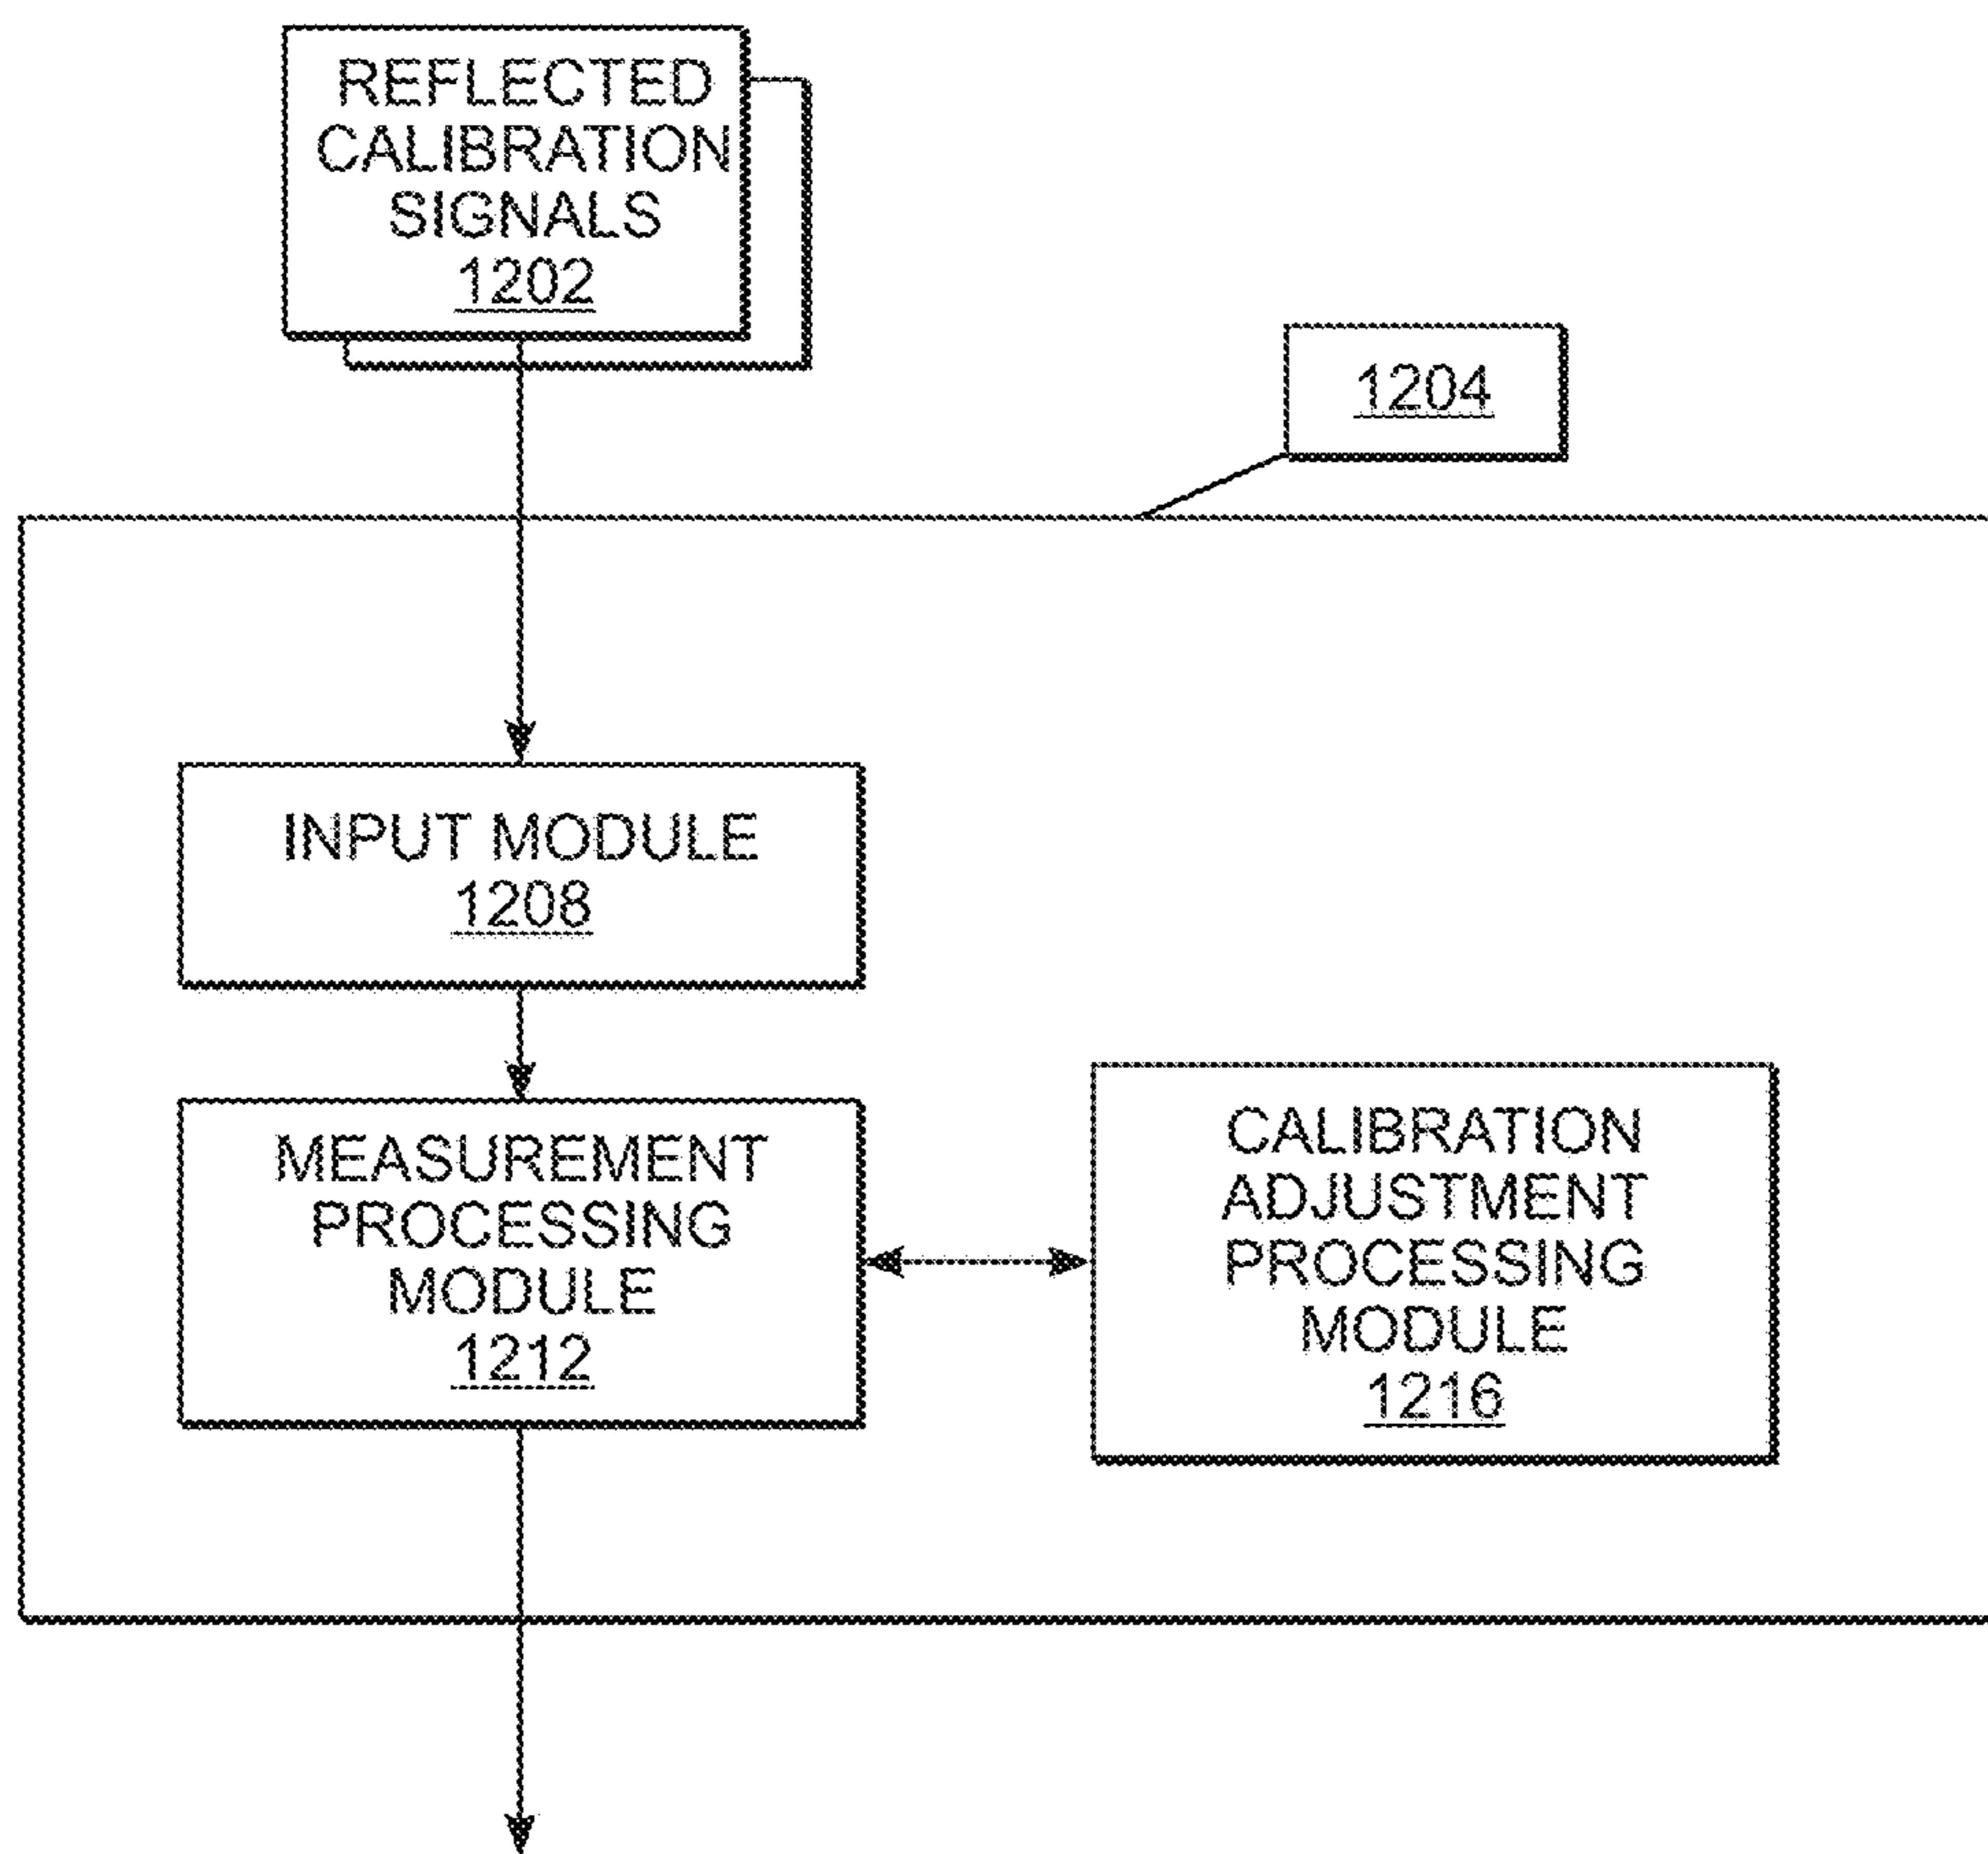 REFLECTED
CALIBRATION
SIGNALS
1202
1204
INPUT MODULE
1208
MEASUREMENT
PROCESSING
MODULE
1212
CALIBRATION
ADJUSTMENT
PROCESSING
MODULE
1216